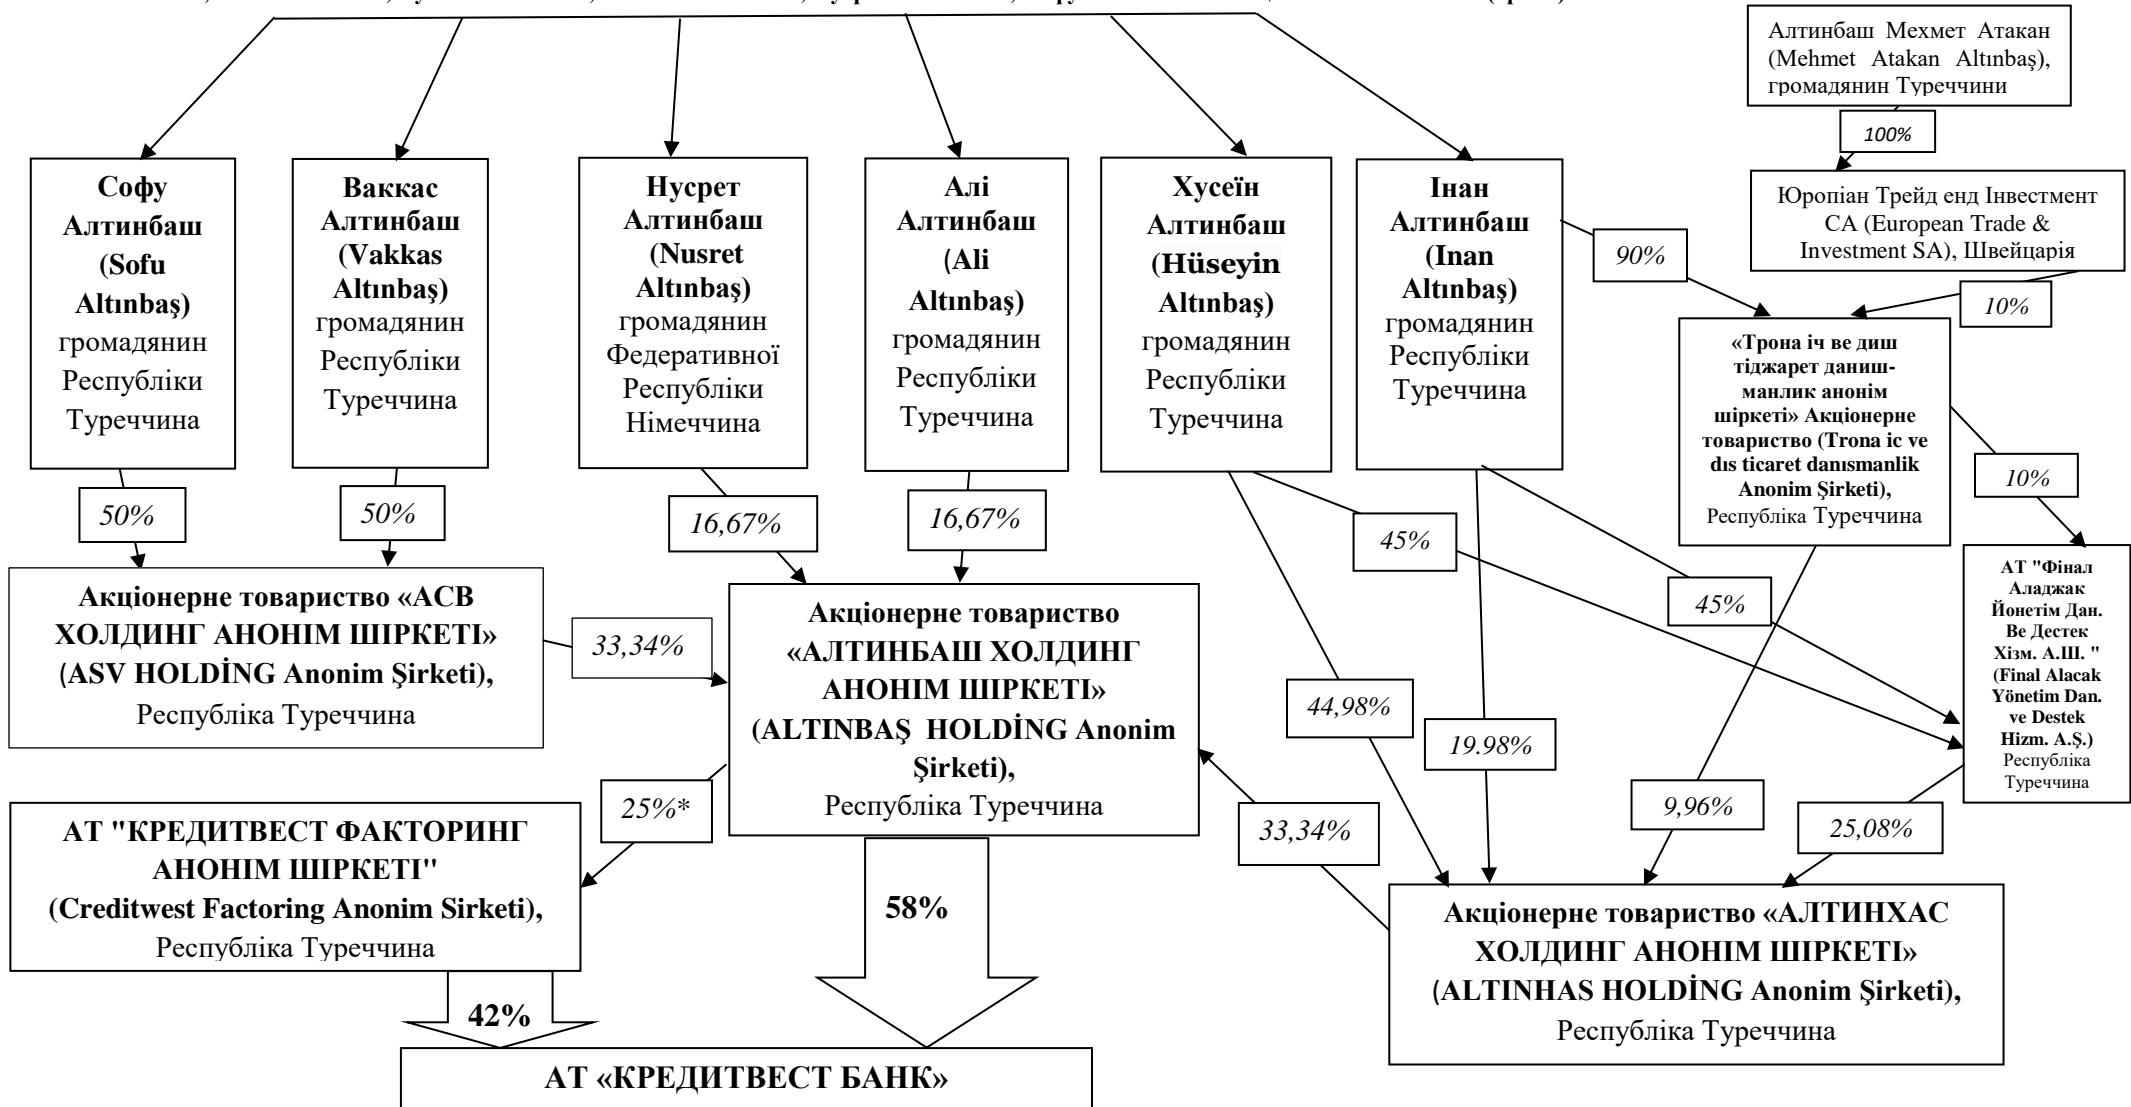 Алтинбаш Мехмет Атакан
(Mehmet Atakan Altınbaş),
громадянин Туреччини
100%
Юропіан Трейд енд Інвестмент
СА (European Trade &
Investment SA), Швейцарія
10%
Софу
Алтинбаш
(Sofu
Altınbaş)
громадянин
Республіки
Туреччина
Ваккас
Алтинбаш
(Vakkas
Altınbaş)
громадянин
Республіки
Туреччина
Нусрет
Алтинбаш
(Nusret
Altınbaş)
громадянин
Федеративної
Республіки
Німеччина
Алі
Алтинбаш
(Ali
Altınbaş)
громадянин
Республіки
Туреччина
Хусеїн
Алтинбаш
(Hüseyin
Altınbaş)
громадянин
Республіки
Туреччина
Інан
Алтинбаш
(Inan
Altınbaş)
громадянин
Республіки
Туреччина
90%
«Трона іч ве диш
тіджарет даниш-
манлик анонім
шіркеті» Акціонерне
товариство (Trona ic ve
dıs ticaret danısmanlik
Anonim Şirketi),
Республіка Туреччина
10%
50%
50%
16,67%
16,67%
45%
45%
АТ "Фінал
Аладжак
Йонетім Дан.
Ве Дестек
Хізм. А.Ш. "
(Final Alacak
Yönetim Dan.
ve Destek
Hizm. A.Ş.)
Республіка
Туреччина
Акціонерне товариство «АСВ
ХОЛДИНГ АНОНІМ ШІРКЕТІ»
(ASV HOLDİNG Anonim Şirketi),
Республіка Туреччина
33,34%
Акціонерне товариство
«АЛТИНБАШ ХОЛДИНГ
АНОНІМ ШІРКЕТІ»
(ALTINBAŞ HOLDİNG Anonim
Şirketi),
Республіка Туреччина
44,98%
19.98%
9,96%
25,08%
33,34%
25%*
АТ "КРЕДИТВЕСТ ФАКТОРИНГ
АНОНІМ ШІРКЕТІ"
(Creditwest Factoring Anonim Sirketi),
Республіка Туреччина
58%
Акціонерне товариство «АЛТИНХАС
ХОЛДИНГ АНОНІМ ШІРКЕТІ»
(ALTINHAS HOLDİNG Anonim Şirketi),
Республіка Туреччина
42%
АТ «КРЕДИТВЕСТ БАНК»